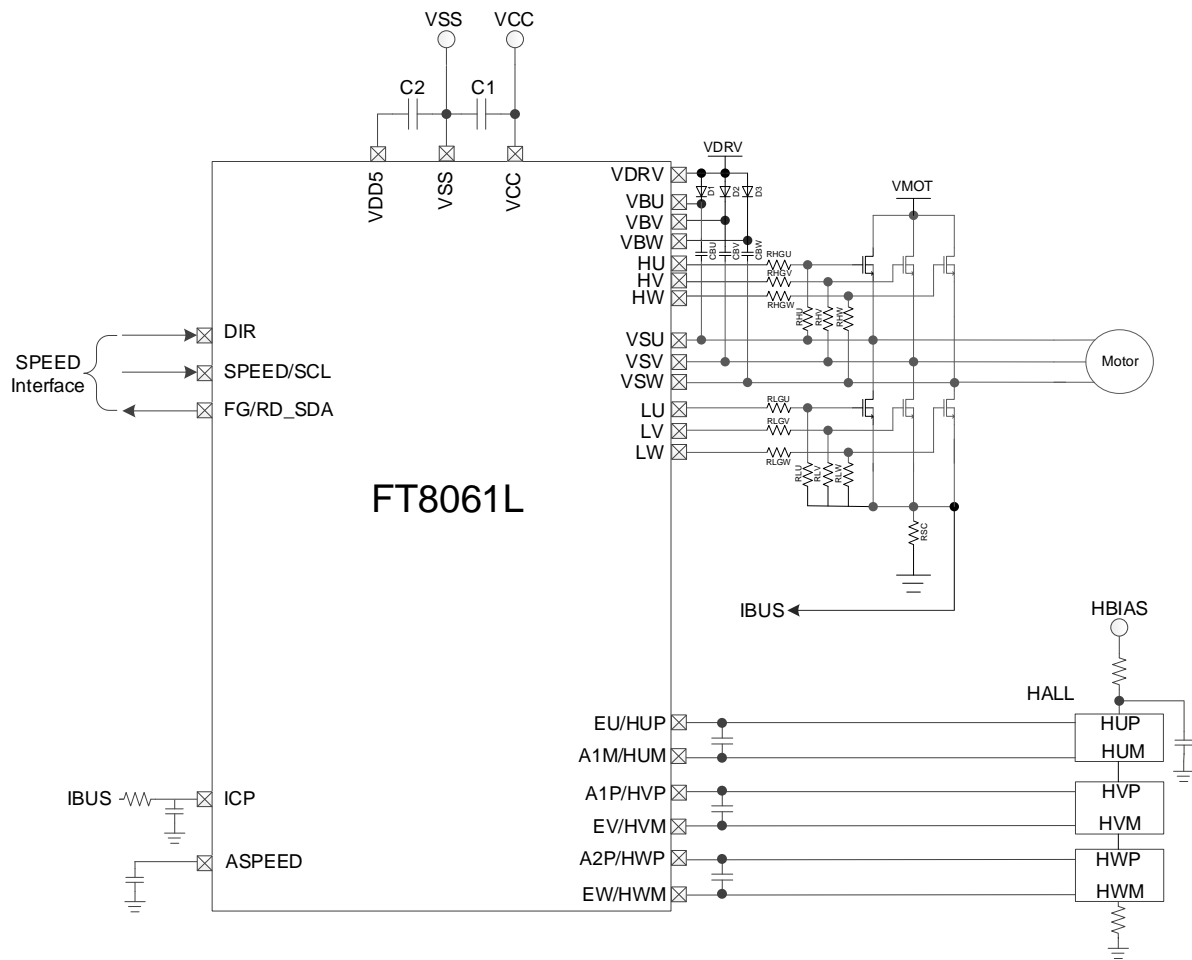 VSS
VCC
C2
C1
VDD5
VSS
VCC
VDRV
VDRV
D1
D2
D3
VBU
VBV
VBW
CBU
CBV
CBW
VMOT
HU
HV
HW
RHGU
RHGV
RHGW
RHU
RHV
RHW
DIR
SPEED
Interface
SPEED/SCL
FG/RD_SDA
VSU
VSV
VSW
Motor
LU
LV
LW
RLGU
RLGV
RLGW
RLU
RLV
RLW
FT8061L
RSC
IBUS
HBIAS
HALL
EU/HUP
A1M/HUM
A1P/HVP
EV/HVM
A2P/HWP
EW/HWM
HUP
HUM
HVP
HVM
HWP
HWM
IBUS
ICP
ASPEED